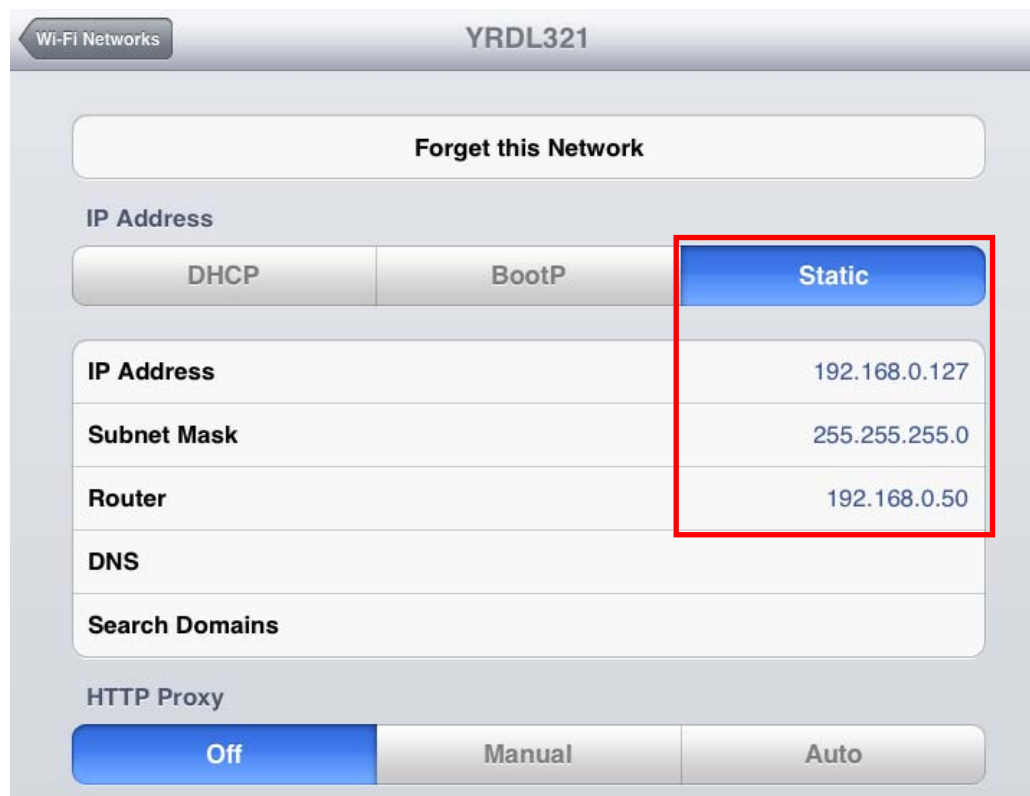 Wi-Fi Networks YRDL321
Forget this Network
IP Address
DHCP BootP Static
IP Address 192.168.0.127
Subnet Mask 255.255.255.0
Router 192.168.0.50
DNS
Search Domains
HTTP Proxy
Off Manual Auto